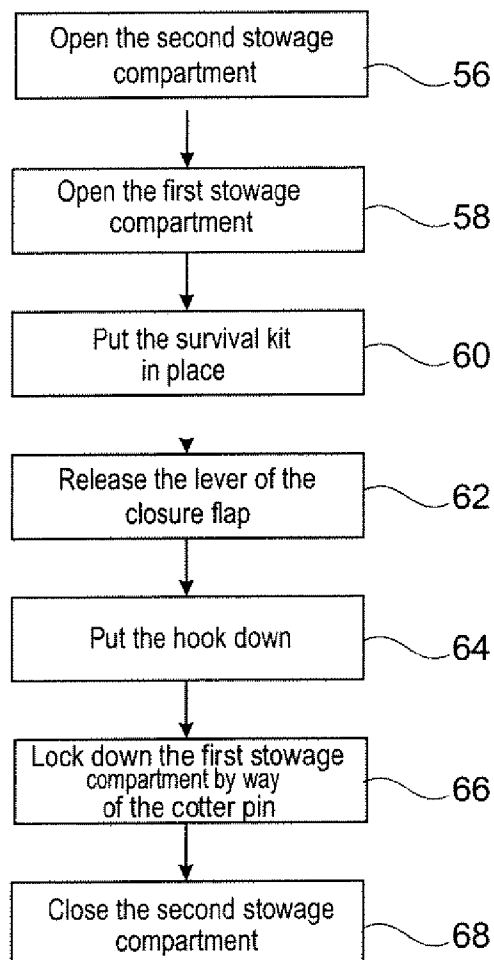 Open the second stowage
compartment
56
Open the first stowage
compartment
58
Put the survival kit
in place
60
Release the lever of the
closure flap
62
Put the hook down
64
Lock down the first stowage
compartment by way
of the cotter pin
66
Close the second stowage
compartment
68